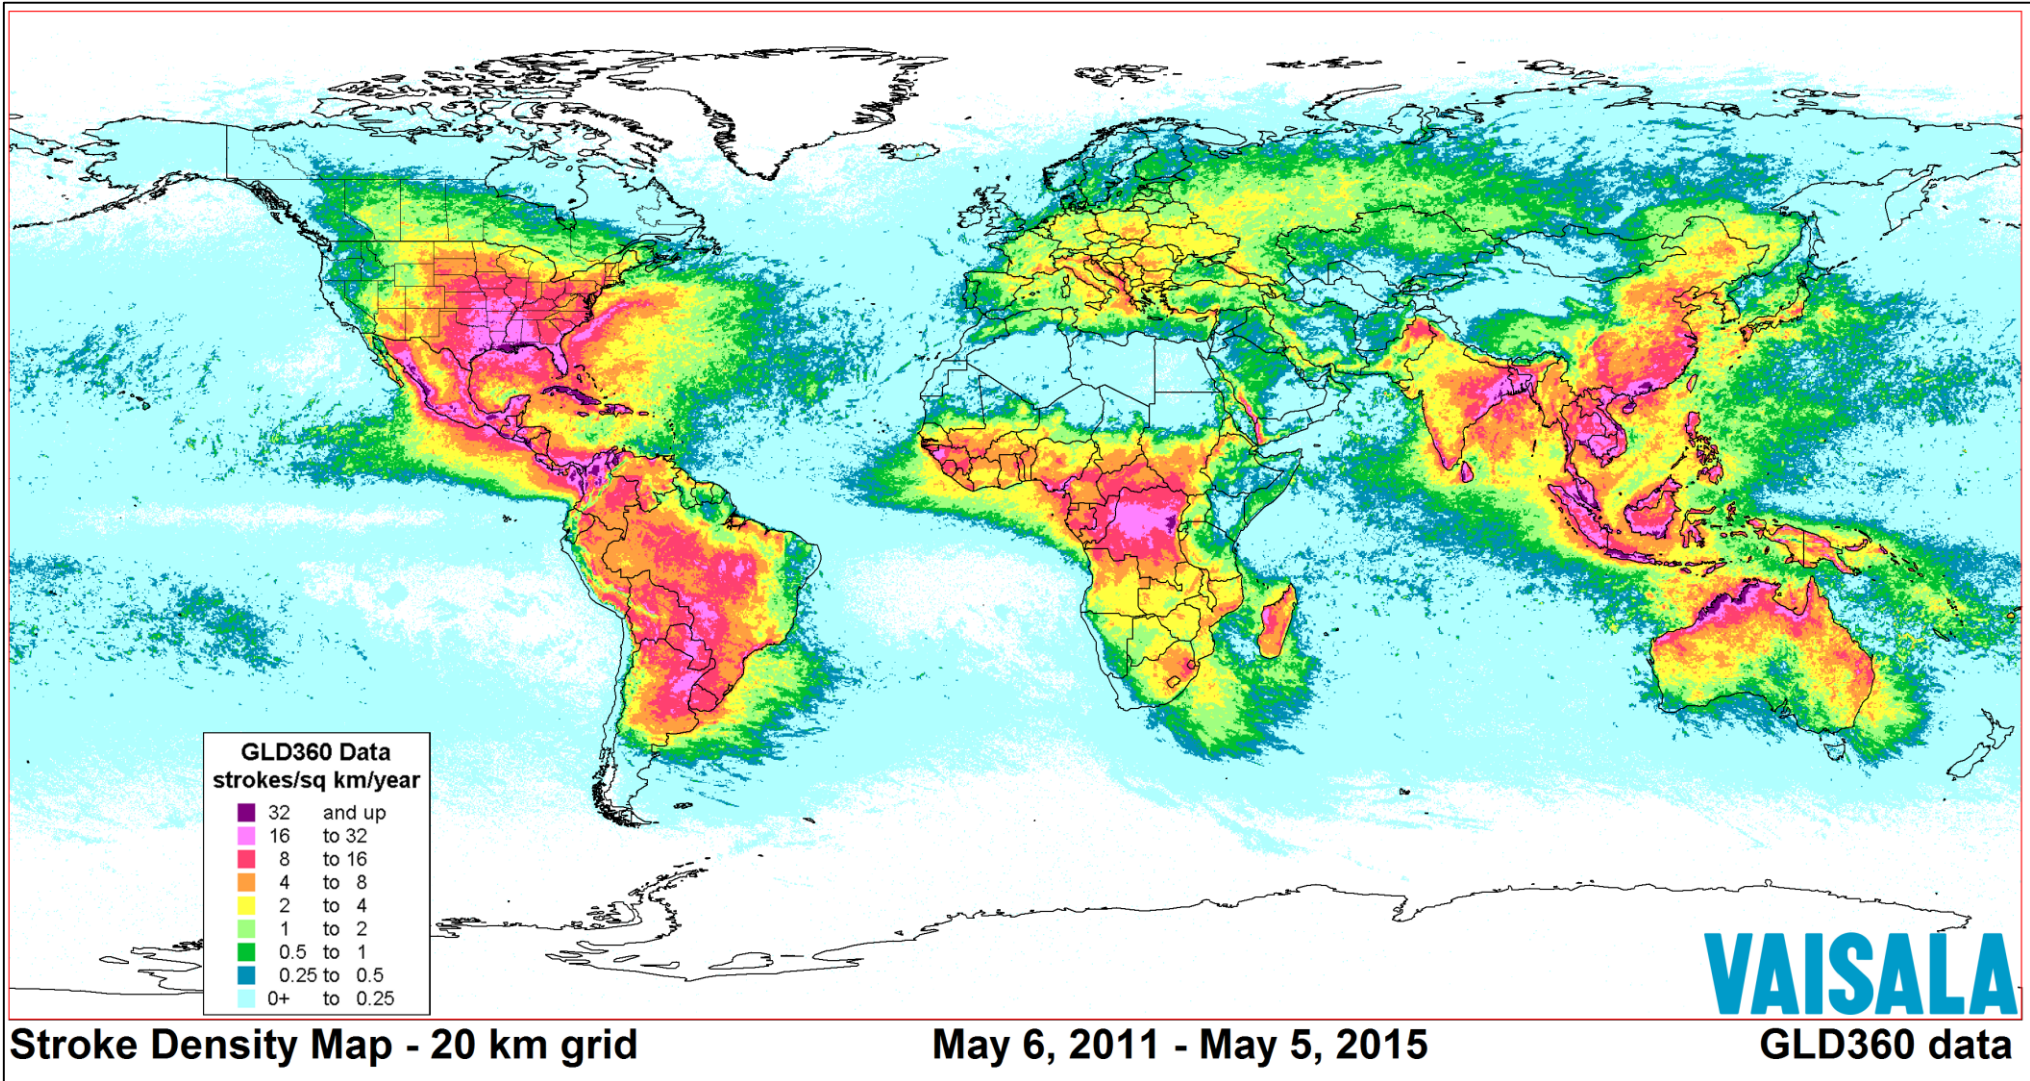 GLD360 Data
strokes/sq km/year
32 and up
16 to 32
8 to 16
4 to 8
2 to 4
1 to 2
0.5 to 1
0.25 to 0.5
0+ to 0.25
VAISALA
Stroke Density Map - 20 km grid May 6, 2011 - May 5, 2015 GLD360 data